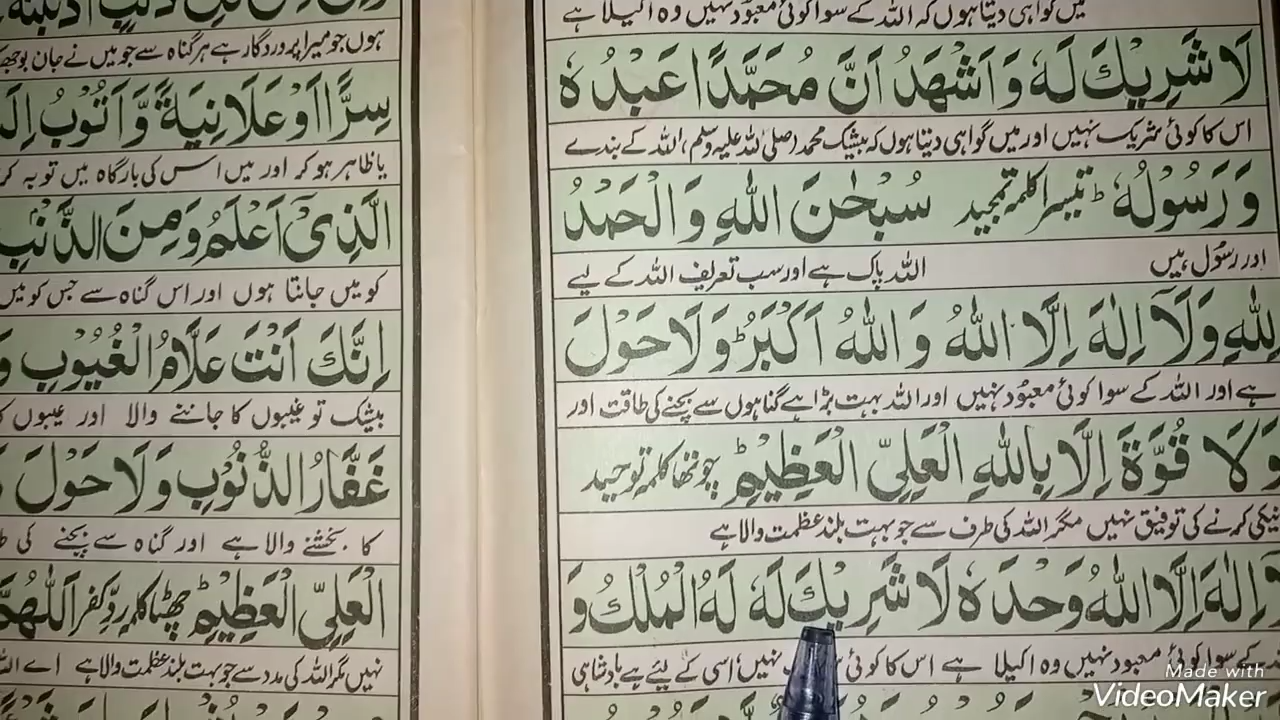 میں گواہی دیتا ہوں کہ اللہ کے سوا کوئی معبود نہیں وہ اکیلا ہے
لَا شَرِيْكَ لَهٗ وَاَشْهَدُ اَنَّ مُحَمَّدًا عَبْدُهٗ
اس کا کوئی شریک نہیں اور میں گواہی دیتا ہوں کہ بیشک محمد (صلی اللہ علیہ وسلم) اللہ کے بندے
وَرَسُوْلُهٗ ؕ تیسرا کلمہ تمجید سُبْحٰنَ اللهِ وَالْحَمْدُ
اور رسول ہیں اللہ پاک ہے اور سب تعریف اللہ کے لیے
لِلّٰهِ وَلَآ اِلٰهَ اِلَّا اللهُ وَاللهُ اَكْبَرُ ؕ وَلَا حَوْلَ
ہے اور اللہ کے سوا کوئی معبود نہیں اور اللہ بہت بڑا ہے گناہوں سے بچنے کی طاقت اور
وَلَا قُوَّةَ اِلَّا بِاللهِ الْعَلِيِّ الْعَظِيْمِ ؕ چوتھا کلمہ توحید
نیکی کرنے کی توفیق نہیں مگر اللہ کی طرف سے جو بہت بلند عظمت والا ہے
اِلٰهَ اِلَّا اللهُ وَحْدَهٗ لَا شَرِيْكَ لَهٗ لَهُ الْمُلْكُ وَ
کے سوا کوئی معبود نہیں وہ اکیلا ہے اس کا کوئی نہیں اسی کے لیے ہے بادشاہی
ہوں جو میرا پروردگار ہے ہر گناہ سے جو میں نے جان بوجھ
سِرًّا اَوْ عَلَانِيَةً وَّاَتُوْبُ
یا ظاہر ہو کر اور میں اس کی بارگاہ میں توبہ
الَّذِيْٓ اَعْلَمُ وَمِنَ الذَّنْۢبِ
کو میں جانتا ہوں اور اس گناہ سے جس کو میں
اِنَّكَ اَنْتَ عَلَّامُ الْغُيُوْبِ وَ
بیشک تو غیبوں کا جاننے والا اور عیبوں
غَفَّارُ الذُّنُوْبِ وَلَا حَوْلَ
کا بخشنے والا ہے اور گناہ سے بچنے کی
الْعَلِيِّ الْعَظِيْمِ ؕ چھٹا کلمہ ردِّ کفر اَللّٰهُمَّ
نہیں مگر اللہ کی مدد سے جو بہت بلند عظمت والا ہے اے
Made with
VideoMaker